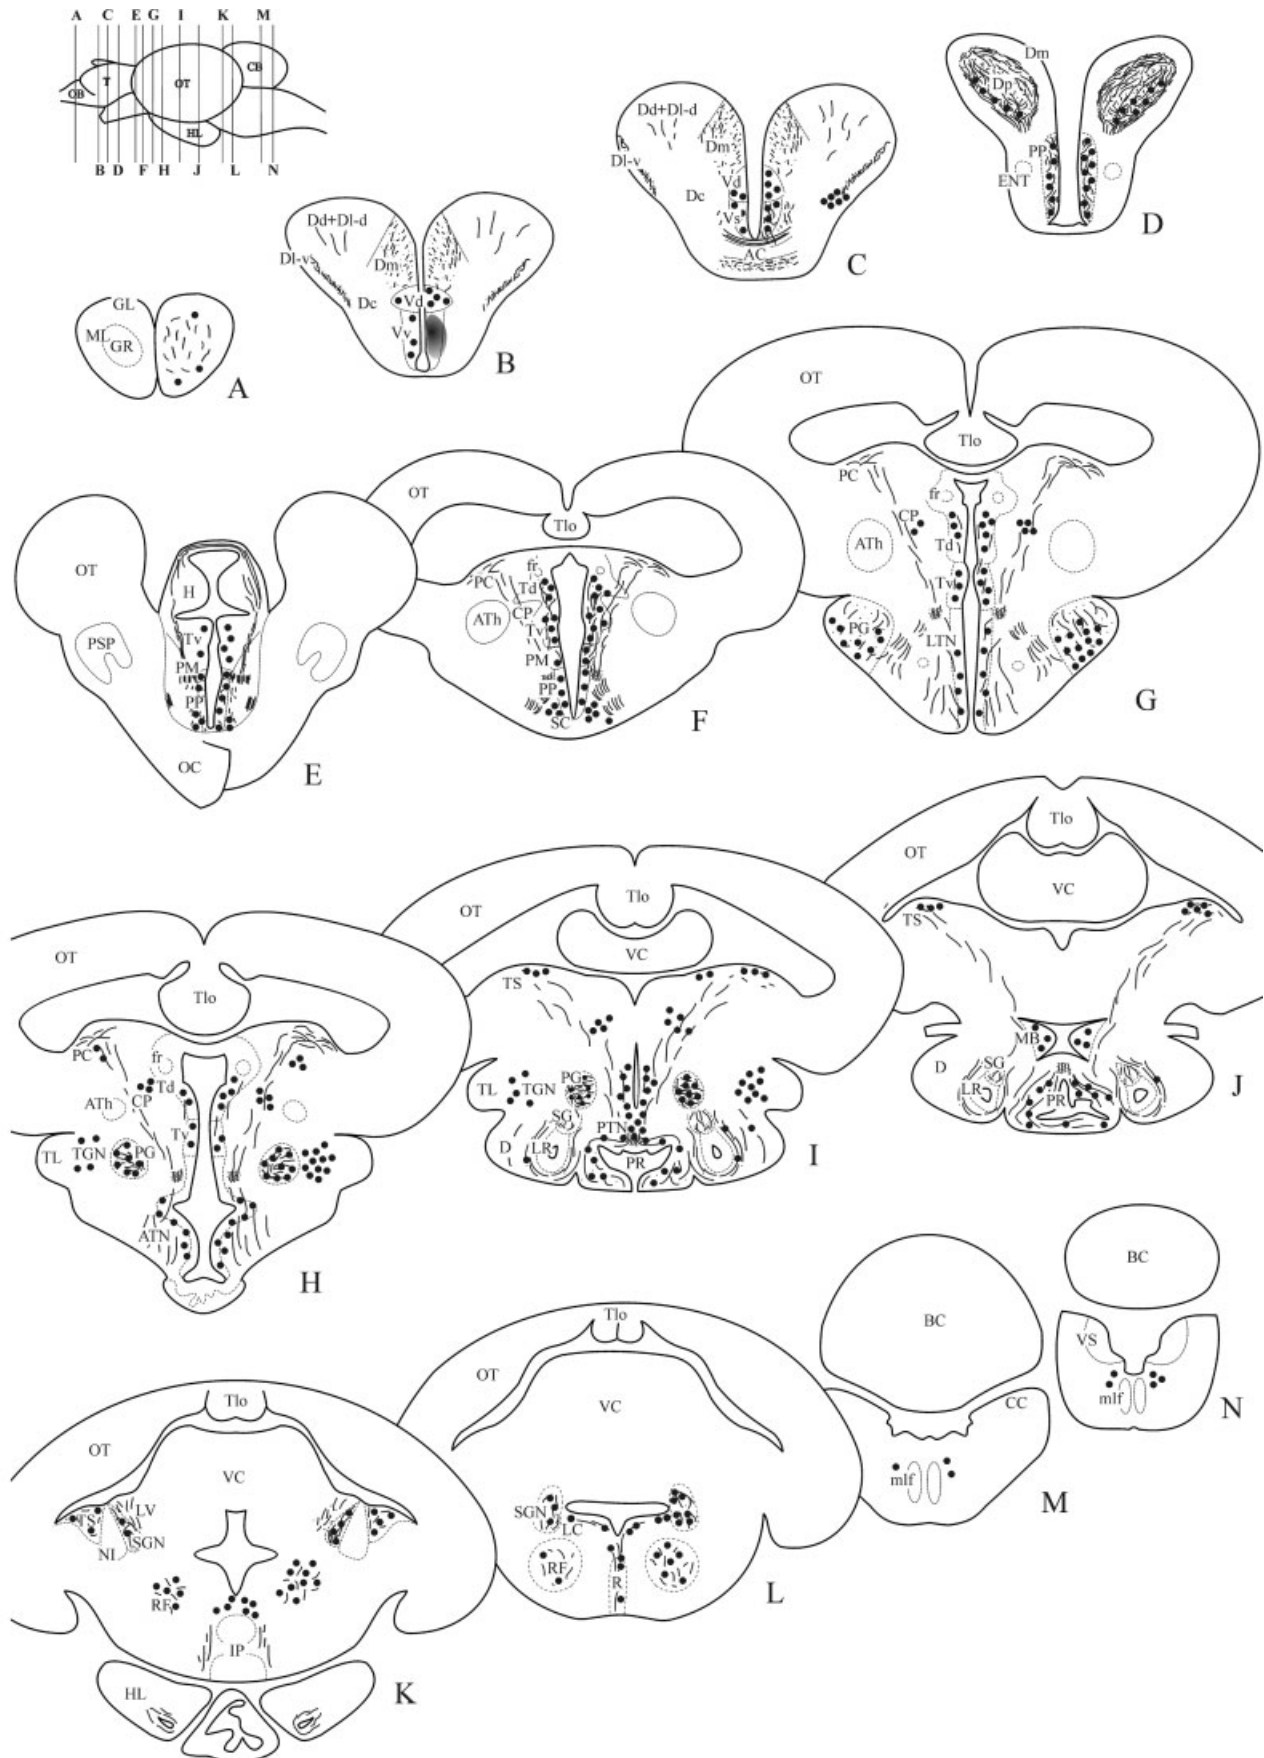 A C E G I K M
OB T OT CB
HL
B D F H J L N
Dm
Dp
PP
ENT
D
Dd+Dl-d
Dm
Dl-v
Dc
Vd
Vs
AC
C
Dd+Dl-d
Dl-v
Dm
Dc
Vd
Vv
B
GL
ML
GR
A
OT
Tlo
PC
fr
CP
ATh
Td
Tv
PG
LTN
G
OT
Tlo
PC
fr
Td
CP
ATh
Tv
PM
PP
SC
F
OT
H
PSP
Tv
PM
PP
OC
E
Tlo
OT
VC
TS
MB
D
SG
LR
PR
J
Tlo
OT
VC
TS
TL
TGN
PG
SG
PTN
D
LR
PR
I
OT
Tlo
PC
fr
Td
CP
ATh
Tv
TL
TGN
PG
ATN
H
BC
VS
mlf
N
BC
CC
mlf
M
Tlo
OT
VC
SGN
LC
RF
R
L
Tlo
OT
VC
TS
LV
SGN
NI
RF
IP
HL
K